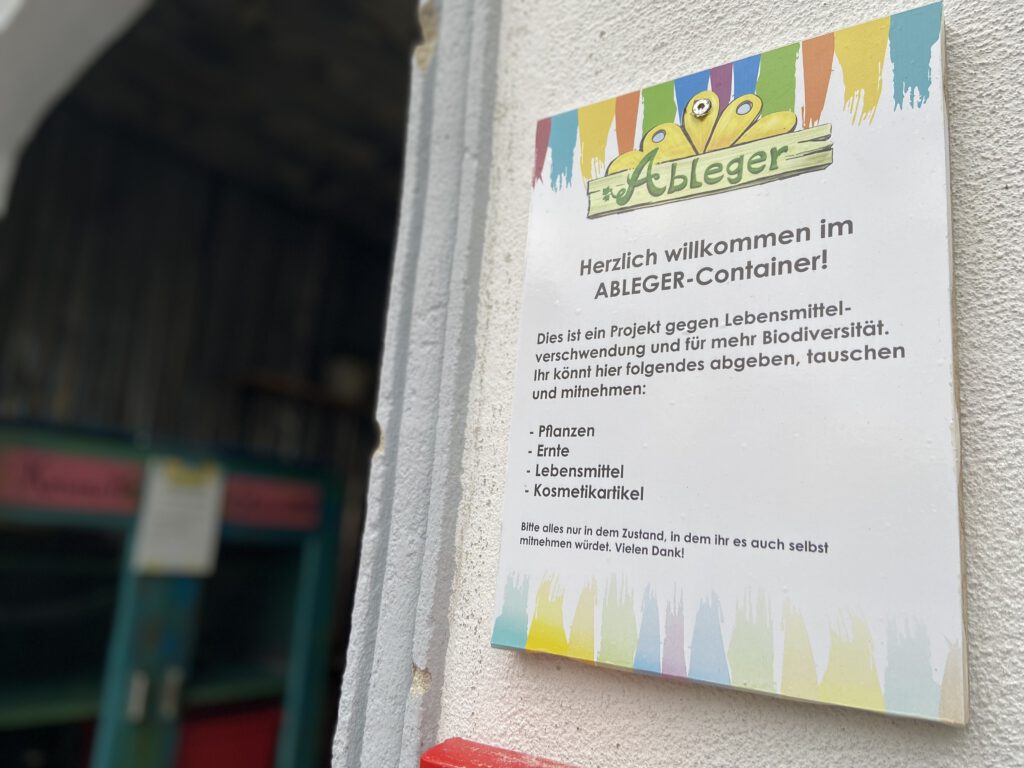 Ableger
Herzlich willkommen im
ABLEGER-Container!
Dies ist ein Projekt gegen Lebensmittel-
verschwendung und für mehr Biodiversität.
Ihr könnt hier folgendes abgeben, tauschen
und mitnehmen:
- Pflanzen
- Ernte
- Lebensmittel
- Kosmetikartikel
Bitte alles nur in dem Zustand, in dem ihr es auch selbst
mitnehmen würdet. Vielen Dank!